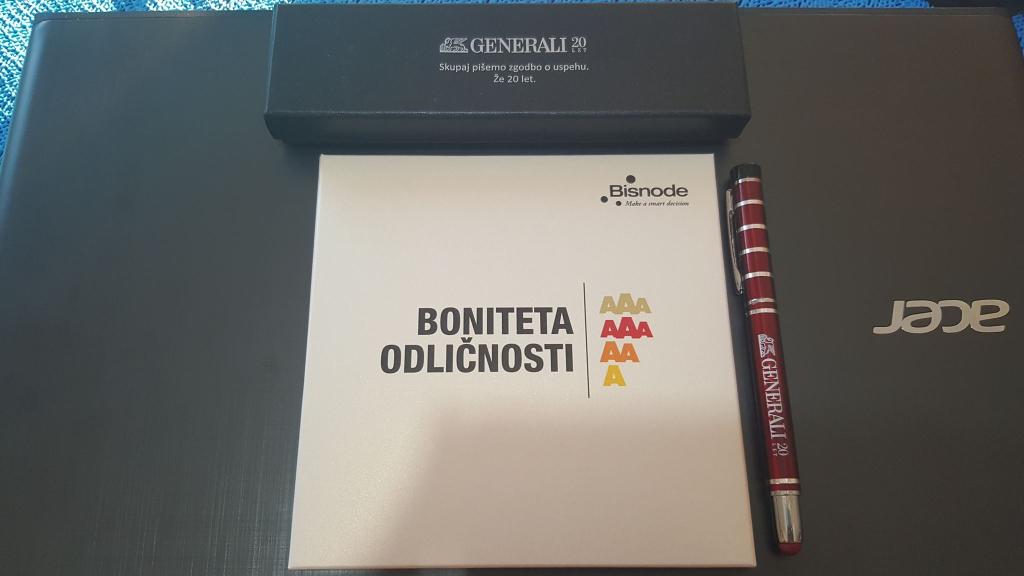 GENERALI 20 LET
Skupaj pišemo zgodbo o uspehu.
Že 20 let.
Bisnode
Make a smart decision
BONITETA
ODLIČNOSTI
AAA
AAA
AA
A
GENERALI 20 LET
acer